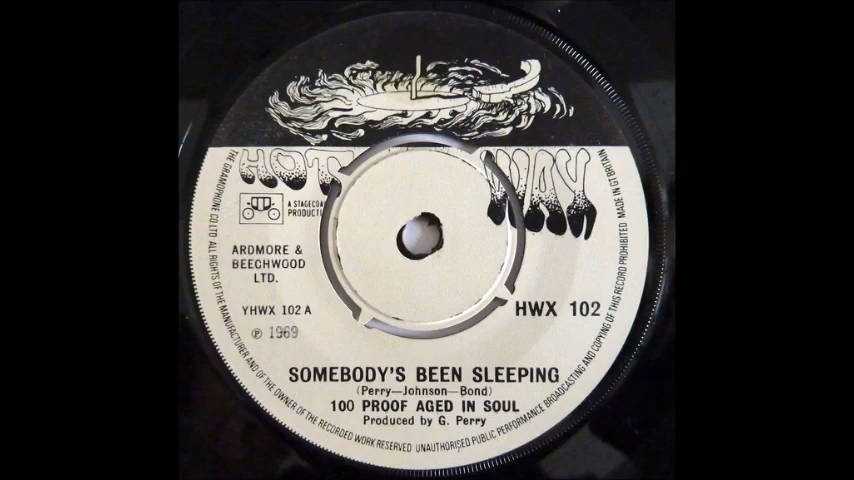 HOT WAX
A STAGECOA
PRODUCTI
ARDMORE &
BEECHWOOD
LTD.
YHWX 102 A
HWX 102
℗ 1969
SOMEBODY'S BEEN SLEEPING
(Perry—Johnson—Bond)
100 PROOF AGED IN SOUL
Produced by G. Perry
THE GRAMOPHONE CO. LTD ALL RIGHTS OF THE MANUFACTURER AND OF THE OWNER OF THE RECORDED WORK RESERVED UNAUTHORISED PUBLIC PERFORMANCE BROADCASTING AND COPYING OF THIS RECORD PROHIBITED MADE IN GT BRITAIN